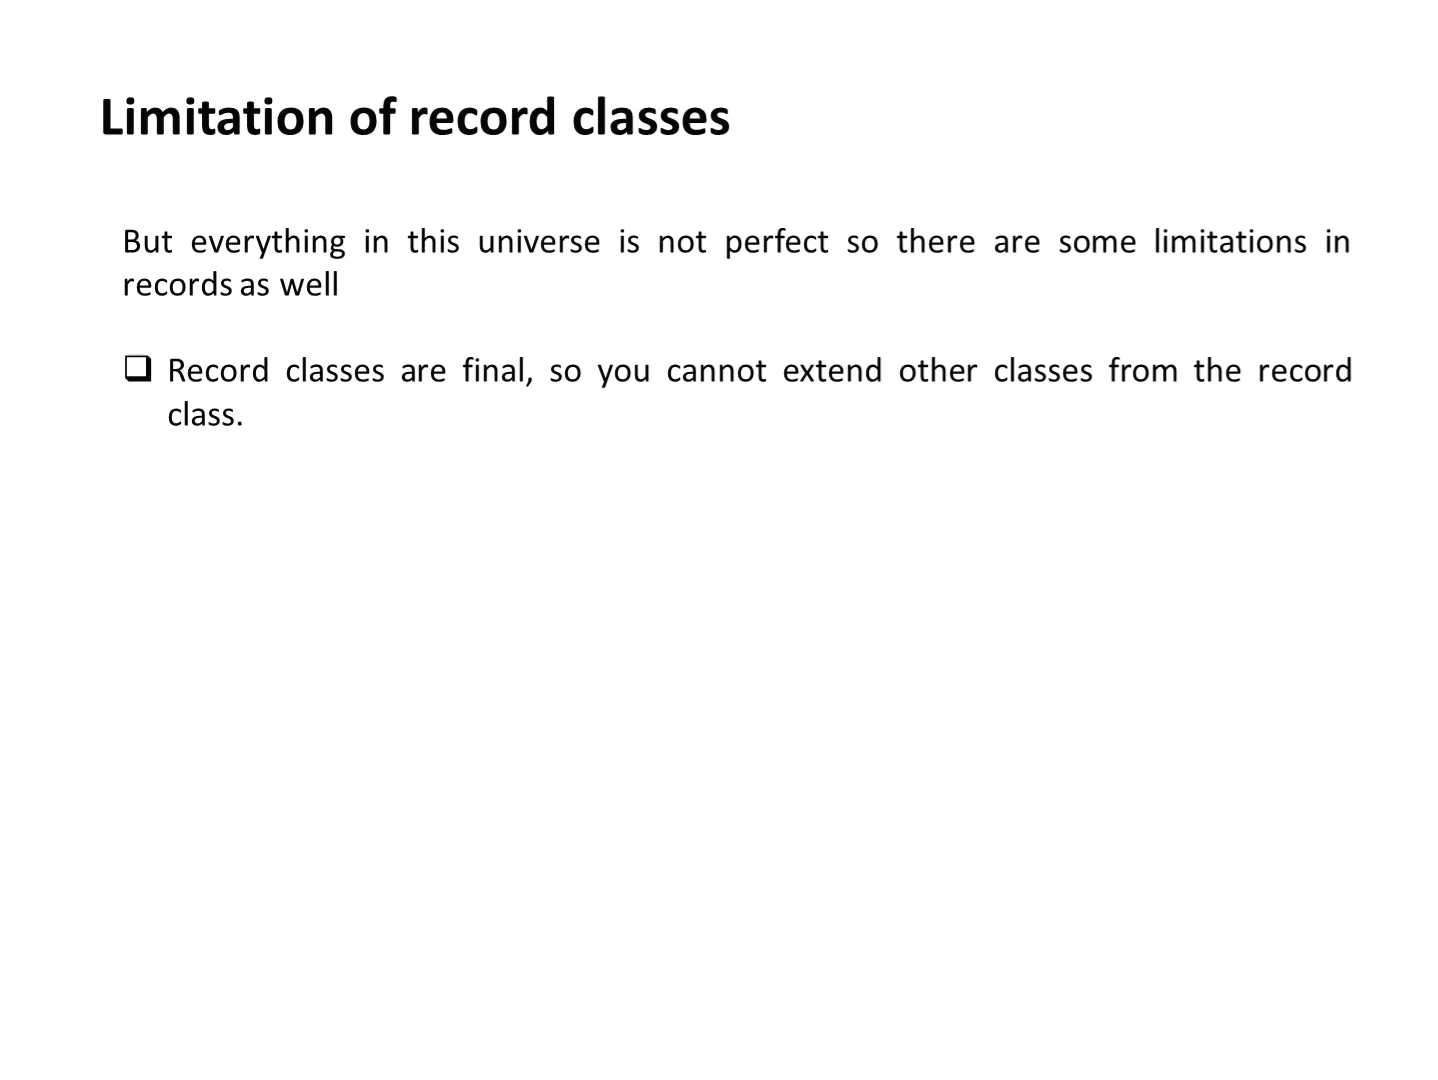 Limitation of record classes
But everything in this universe is not perfect so there are some limitations in
records as well
❑ Record classes are final, so you cannot extend other classes from the record
class.